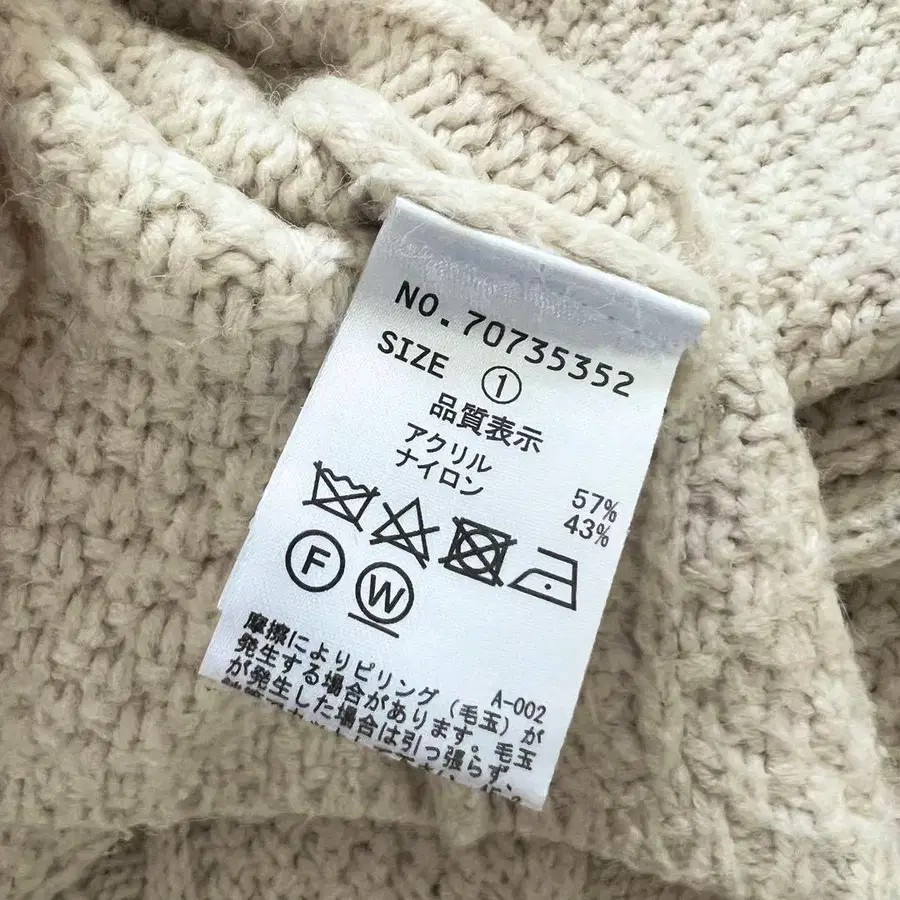 NO.70735352
SIZE ①
品質表示
アクリル 57%
ナイロン 43%
F
W
A-002
摩擦によりピリング(毛玉)が
発生する場合があります。毛玉
が発生した場合は引っ張らず、